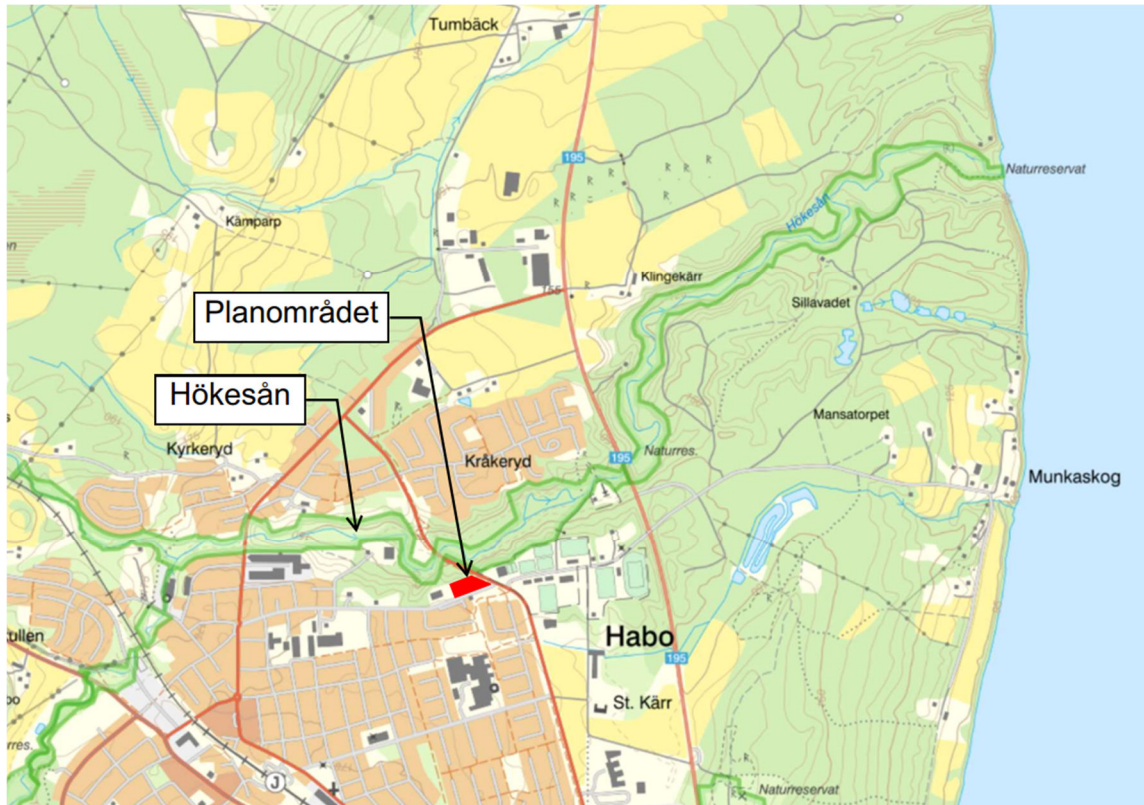 Tumbäck
195
Naturreservat
Hökesån
Kämparp
Klingekärr
155
Sillavadet
Planområdet
Hökesån
Mansatorpet
Kyrkeryd
Kråkeryd
Naturres.
195
Munkaskog
Habo
195
St. Kärr
J
Naturreservat